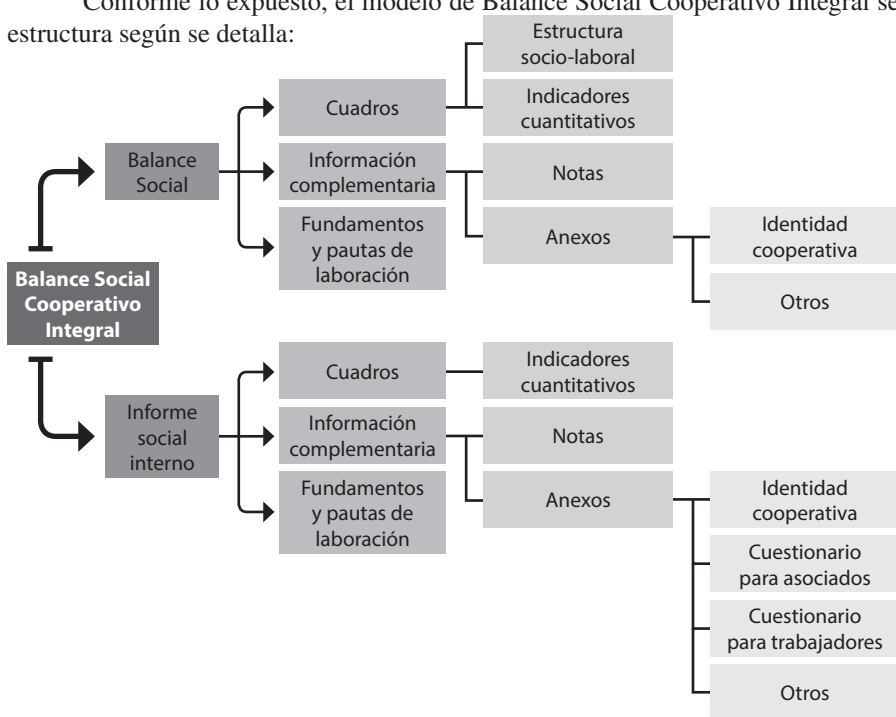 Conforme lo expuesto, el modelo de Balance Social Cooperativo Integral se
estructura según se detalla:
Estructura
socio-laboral
Cuadros
Indicadores
cuantitativos
Balance
Social
Información
complementaria
Notas
Fundamentos
y pautas de
laboración
Anexos
Identidad
cooperativa
Otros
Balance Social
Cooperativo
Integral
Cuadros
Indicadores
cuantitativos
Informe
social
interno
Información
complementaria
Notas
Fundamentos
y pautas de
laboración
Anexos
Identidad
cooperativa
Cuestionario
para asociados
Cuestionario
para trabajadores
Otros